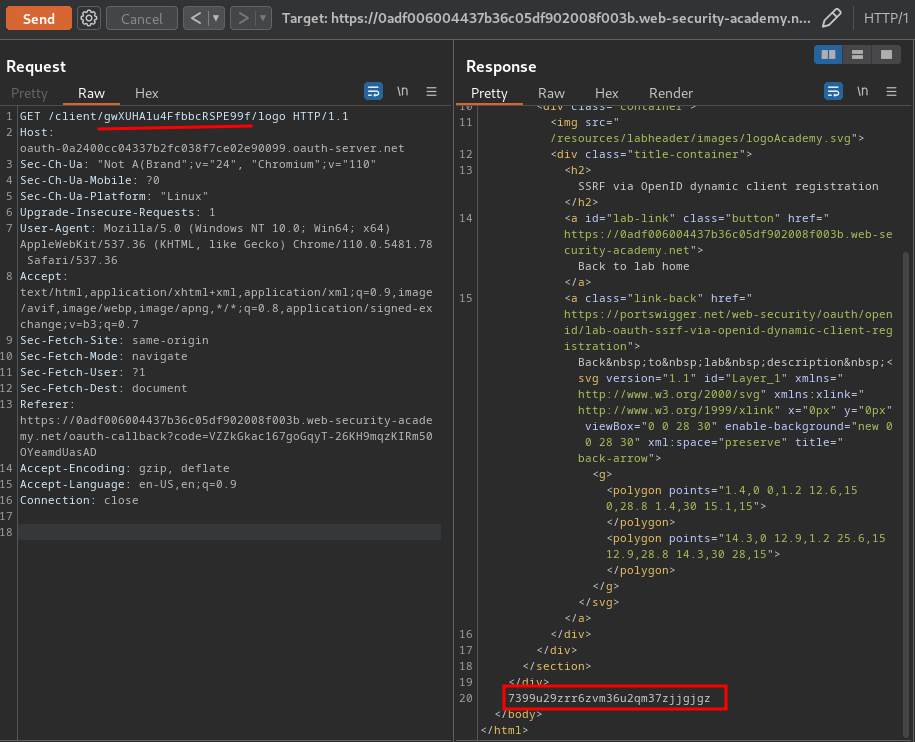 Send Cancel < > Target: https://0adf006004437b36c05df902008f003b.web-security-academy.n... HTTP/1
Request
Pretty Raw Hex \n
1 GET /client/gwXUHAlu4FfbbcRSPE99f/logo HTTP/1.1
2 Host:
oauth-0a2400cc04337b2fc038f7ce02e90099.oauth-server.net
3 Sec-Ch-Ua: "Not A(Brand";v="24", "Chromium";v="110"
4 Sec-Ch-Ua-Mobile: ?0
5 Sec-Ch-Ua-Platform: "Linux"
6 Upgrade-Insecure-Requests: 1
7 User-Agent: Mozilla/5.0 (Windows NT 10.0; Win64; x64)
AppleWebKit/537.36 (KHTML, like Gecko) Chrome/110.0.5481.78
Safari/537.36
8 Accept:
text/html,application/xhtml+xml,application/xml;q=0.9,image
/avif,image/webp,image/apng,*/*;q=0.8,application/signed-ex
change;v=b3;q=0.7
9 Sec-Fetch-Site: same-origin
10 Sec-Fetch-Mode: navigate
11 Sec-Fetch-User: ?1
12 Sec-Fetch-Dest: document
13 Referer:
https://0adf006004437b36c05df902008f003b.web-security-acade
my.net/oauth-callback?code=VZZkGkac167goGqyT-26KH9mqzKIRm50
OYeamdUasAD
14 Accept-Encoding: gzip, deflate
15 Accept-Language: en-US,en;q=0.9
16 Connection: close
17
18
Response
Pretty Raw Hex Render \n
10 <div class="container">
11 <img src="
/resources/labheader/images/logoAcademy.svg">
12 <div class="title-container">
13 <h2>
SSRF via OpenID dynamic client registration
</h2>
14 <a id="lab-link" class="button" href="
https://0adf006004437b36c05df902008f003b.web-se
curity-academy.net">
Back to lab home
</a>
15 <a class="link-back" href="
https://portswigger.net/web-security/oauth/open
id/lab-oauth-ssrf-via-openid-dynamic-client-reg
istration">
Back&nbsp;to&nbsp;lab&nbsp;description&nbsp;<
svg version="1.1" id="Layer_1" xmlns="
http://www.w3.org/2000/svg" xmlns:xlink="
http://www.w3.org/1999/xlink" x="0px" y="0px"
viewBox="0 0 28 30" enable-background="new 0
0 28 30" xml:space="preserve" title="
back-arrow">
<g>
<polygon points="1.4,0 0,1.2 12.6,15
0,28.8 1.4,30 15.1,15">
</polygon>
<polygon points="14.3,0 12.9,1.2 25.6,15
12.9,28.8 14.3,30 28,15">
</polygon>
</g>
</svg>
</a>
16 </div>
17 </div>
18 </section>
19 </div>
20 7399u29zrr6zvm36u2qm37zjjgjgz
</body>
</html>